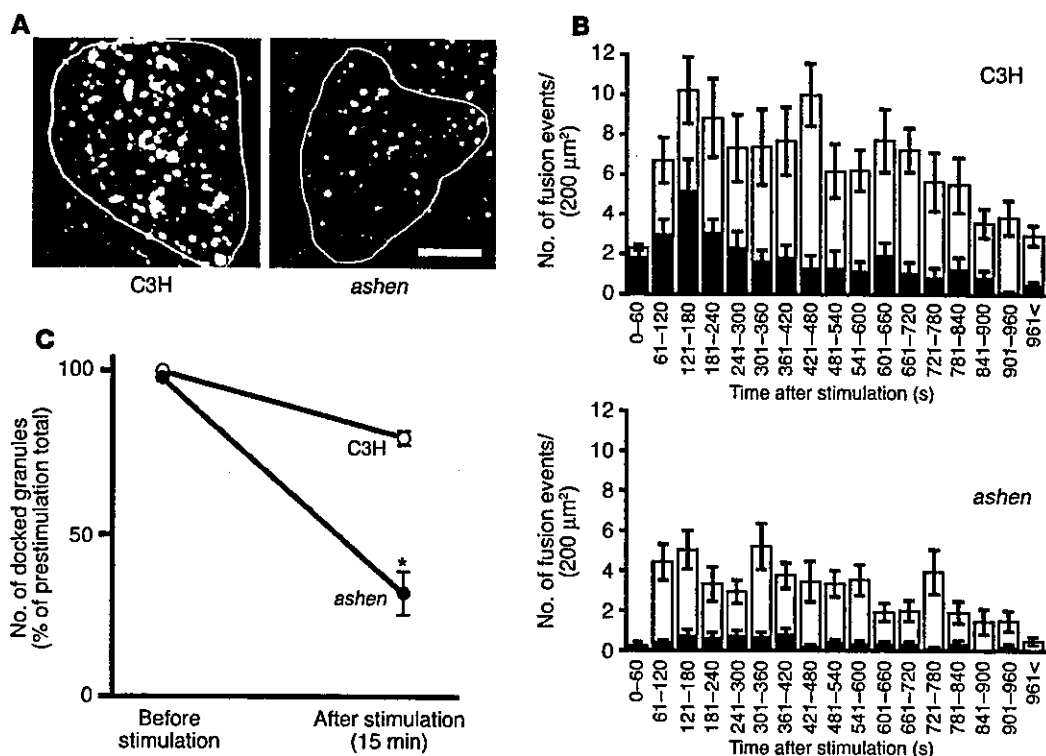 A
C3H
ashen
B
C3H
No. of fusion events/
(200 µm²)
12
10
8
6
4
2
0
0–60
61–120
121–180
181–240
241–300
301–360
361–420
421–480
481–540
541–600
601–660
661–720
721–780
781–840
841–900
901–960
961<
Time after stimulation (s)
ashen
No. of fusion events/
(200 µm²)
12
10
8
6
4
2
0
0–60
61–120
121–180
181–240
241–300
301–360
361–420
421–480
481–540
541–600
601–660
661–720
721–780
781–840
841–900
901–960
961<
Time after stimulation (s)
C
No. of docked granules
(% of prestimulation total)
100
50
0
C3H
*
ashen
Before
stimulation
After stimulation
(15 min)